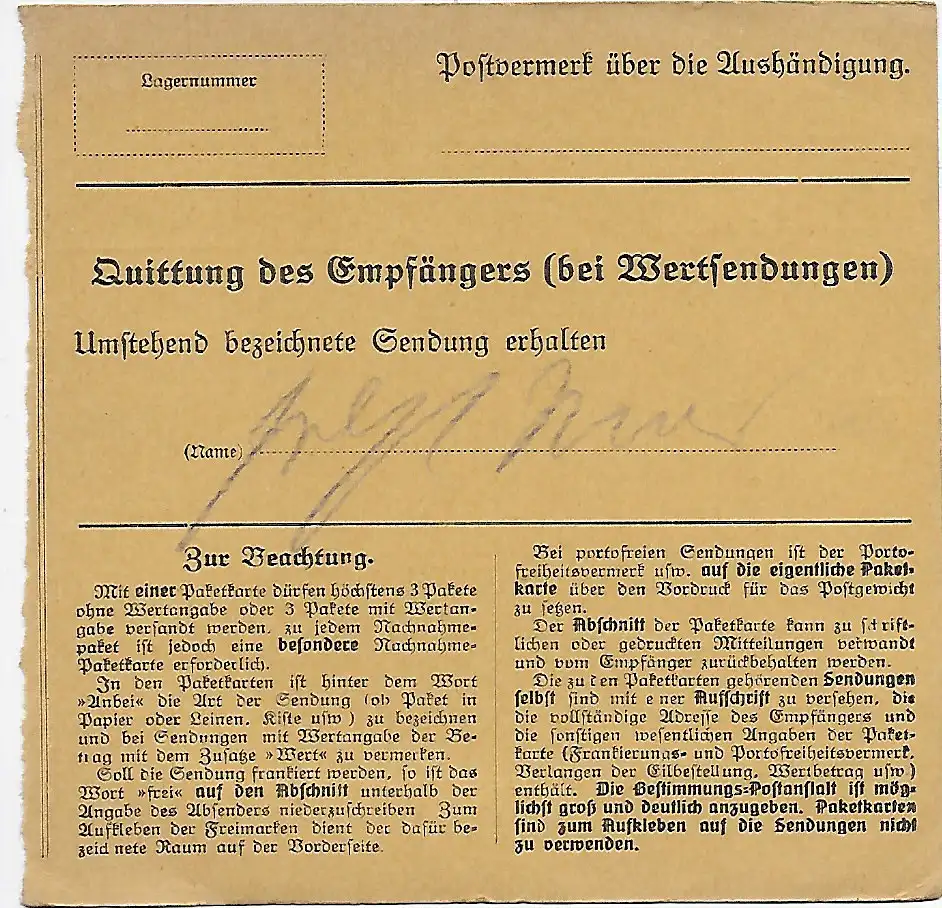 Lagernummer
Postvermerk über die Aushändigung.
Quittung des Empfängers (bei Wertsendungen)
Umstehend bezeichnete Sendung erhalten
(Name)
Zur Beachtung.
Mit einer Paketkarte dürfen höchstens 3 Pakete
ohne Wertangabe oder 3 Pakete mit Wertan-
gabe versandt werden, zu jedem Nachnahme-
paket ist jedoch eine besondere Nachnahme-
Paketkarte erforderlich.
In den Paketkarten ist hinter dem Wort
»Anbei« die Art der Sendung (ob Paket in
Papier oder Leinen, Kiste usw) zu bezeichnen
und bei Sendungen mit Wertangabe der Be-
trag mit dem Zusatze »Wert« zu vermerken.
Soll die Sendung frankiert werden, so ist das
Wort »frei« auf den Abschnitt unterhalb der
Angabe des Absenders niederzuschreiben Zum
Aufkleben der Freimarken dient der dafür be-
zeichnete Raum auf der Vorderseite.
Bei portofreien Sendungen ist der Porto-
freiheitsvermerk usw. auf die eigentliche Paket-
karte über den Vordruck für das Postgewicht
zu setzen.
Der Abschnitt der Paketkarte kann zu schrift-
lichen oder gedruckten Mitteilungen verwandt
und vom Empfänger zurückbehalten werden.
Die zu den Paketkarten gehörenden Sendungen
selbst sind mit einer Aufschrift zu versehen, die
die vollständige Adresse des Empfängers und
die sonstigen wesentlichen Angaben der Paket-
karte (Frankierungs- und Portofreiheitsvermerk,
Verlangen der Eilbestellung, Wertbetrag usw)
enthält. Die Bestimmungs-Postanstalt ist mög-
lichst groß und deutlich anzugeben. Paketkarten
sind zum Aufkleben auf die Sendungen nicht
zu verwenden.